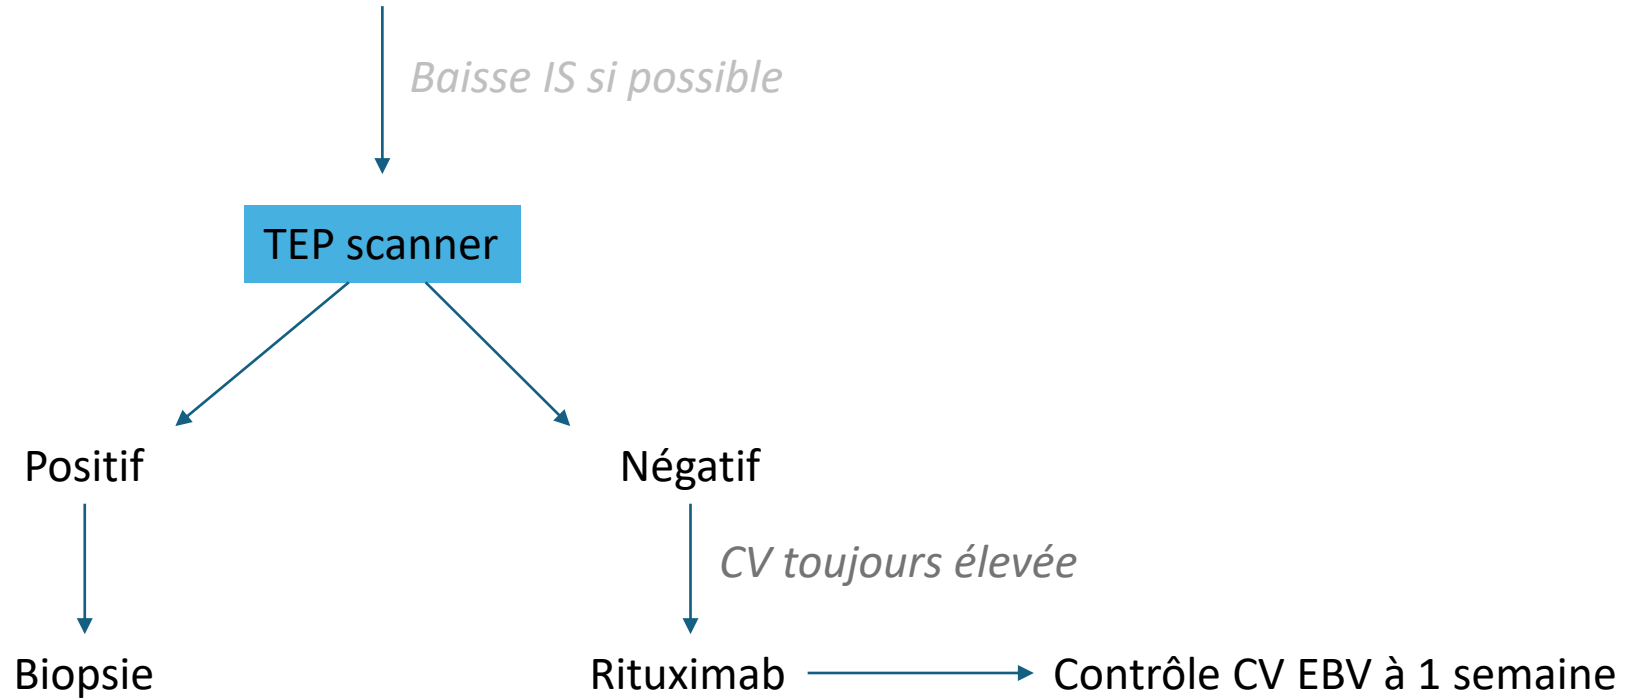 Baisse IS si possible
TEP scanner
Positif
Négatif
CV toujours élevée
Biopsie
Rituximab
Contrôle CV EBV à 1 semaine